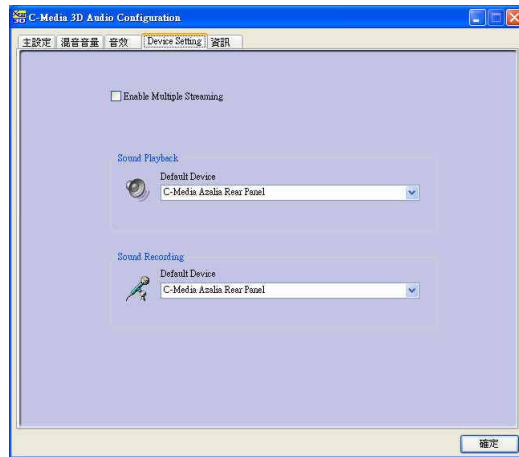 C-Media 3D Audio Configuration
主設定 混音音量 音效 Device Setting 資訊
Enable Multiple Streaming
Sound Playback
Default Device
C-Media Azalia Rear Panel
Sound Recording
Default Device
C-Media Azalia Rear Panel
確定